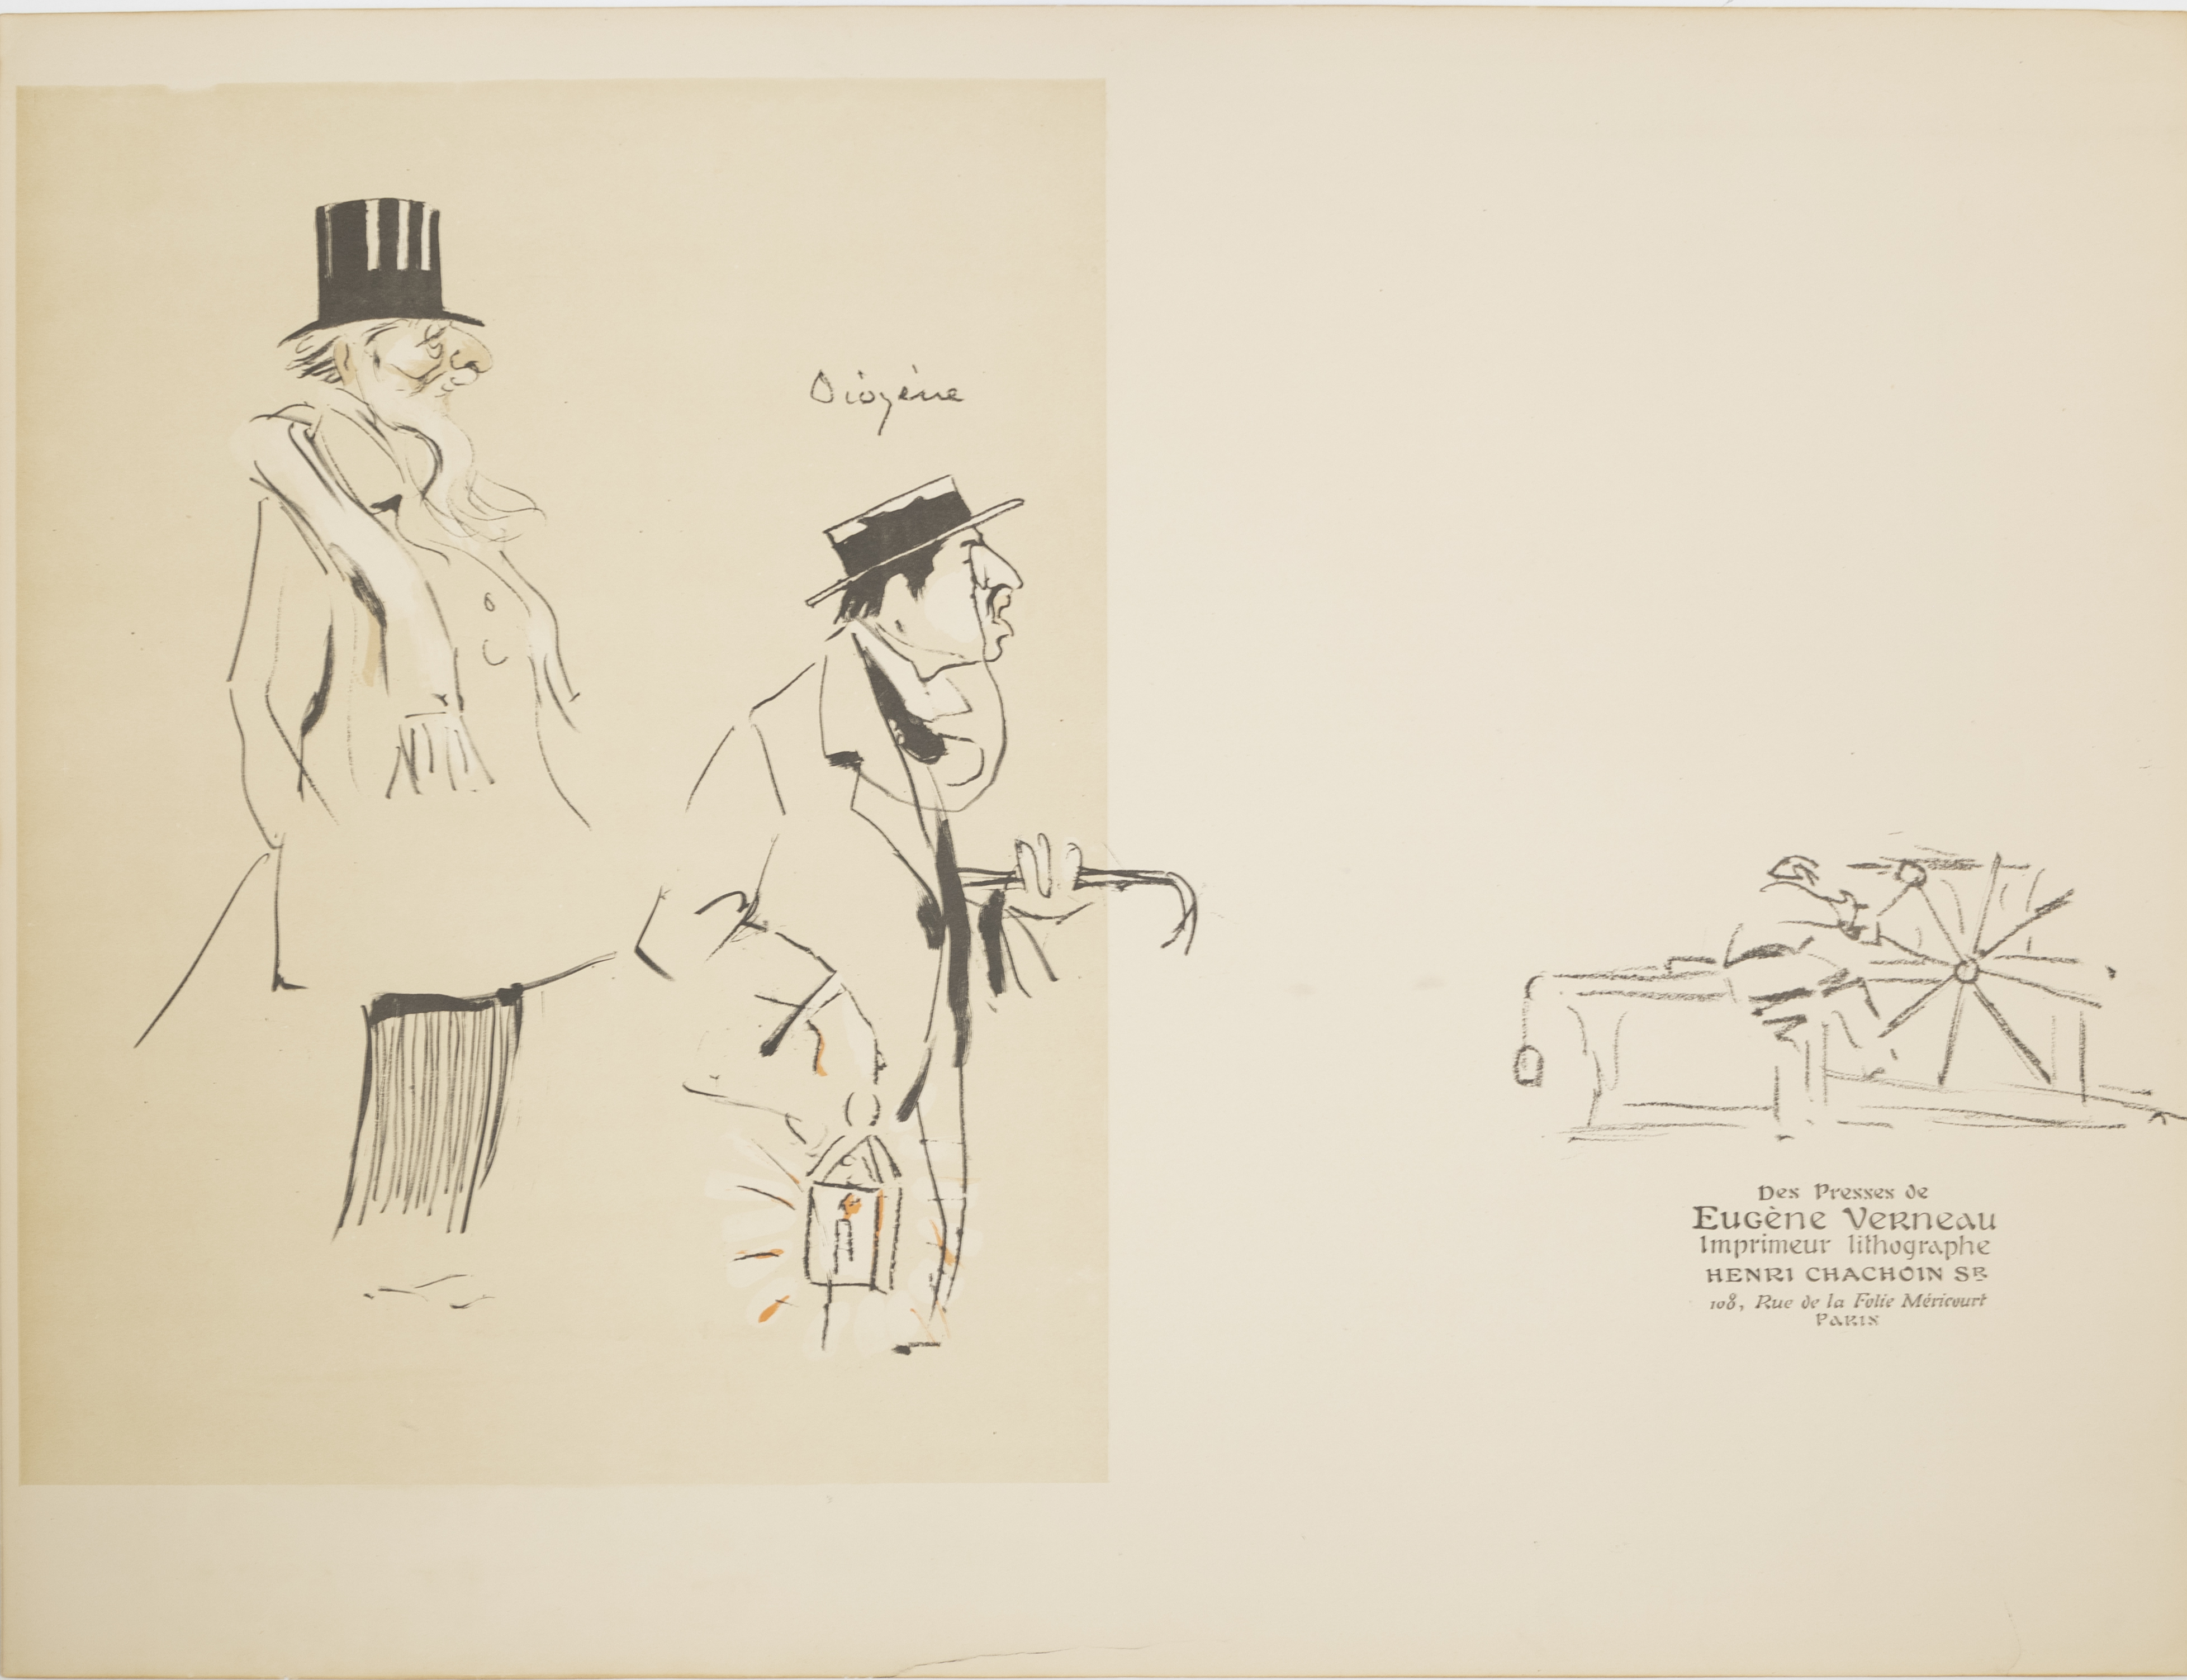 Diogène
Des Presses de
Eugène Verneau
Imprimeur lithographe
HENRI CHACHOIN SR
108, Rue de la Folie Méricourt
PARIS